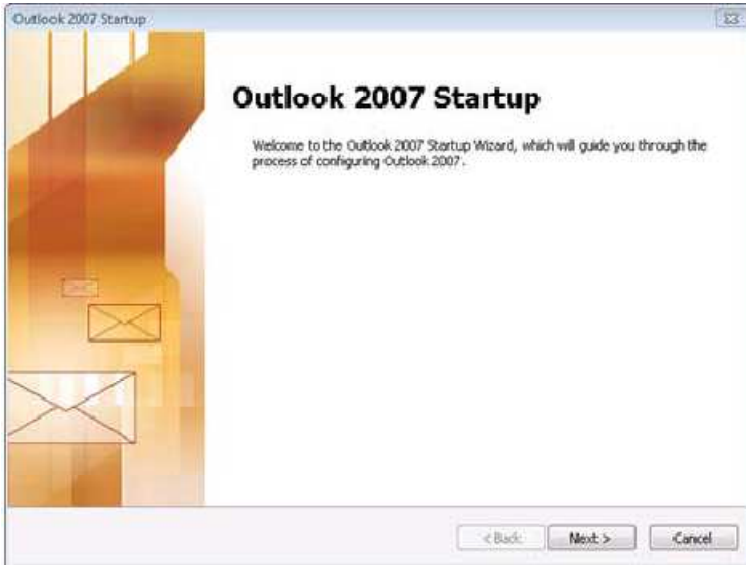 Outlook 2007 Startup
Outlook 2007 Startup
Welcome to the Outlook 2007 Startup Wizard, which will guide you through the
process of configuring Outlook 2007.
< Back Next > Cancel